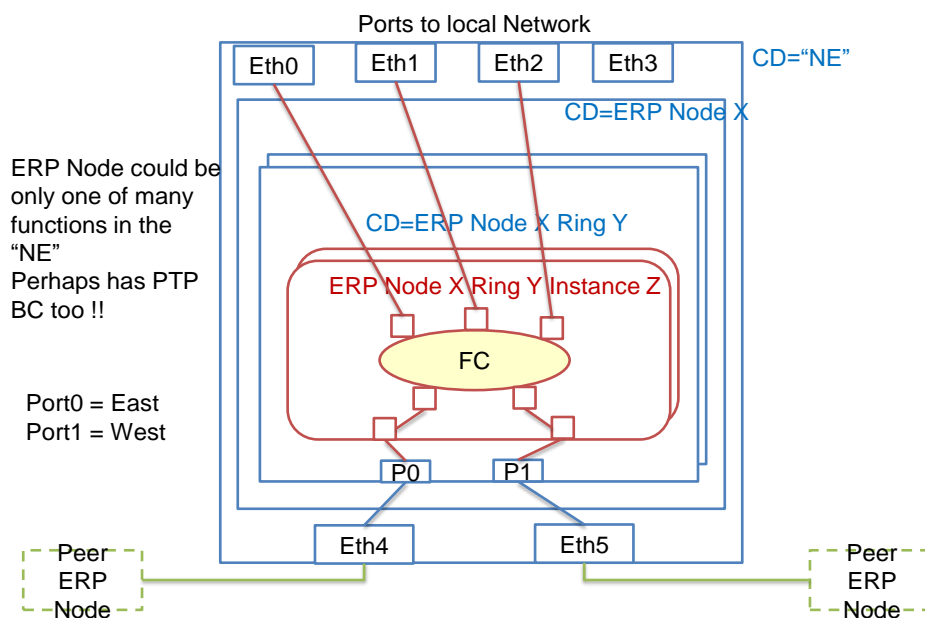 Ports to local Network
Eth0
Eth1
Eth2
Eth3
CD=“NE”
CD=ERP Node X
ERP Node could be
only one of many
functions in the
“NE”
Perhaps has PTP
BC too !!
CD=ERP Node X Ring Y
ERP Node X Ring Y Instance Z
FC
Port0 = East
Port1 = West
P0
P1
Eth4
Eth5
Peer
ERP
Node
Peer
ERP
Node